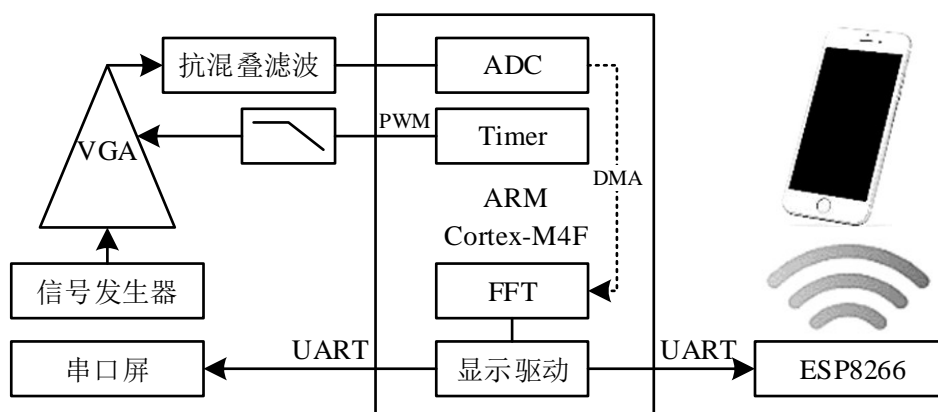 抗混叠滤波
ADC
VGA
PWM
Timer
DMA
ARM
Cortex-M4F
信号发生器
FFT
串口屏
UART
显示驱动
UART
ESP8266